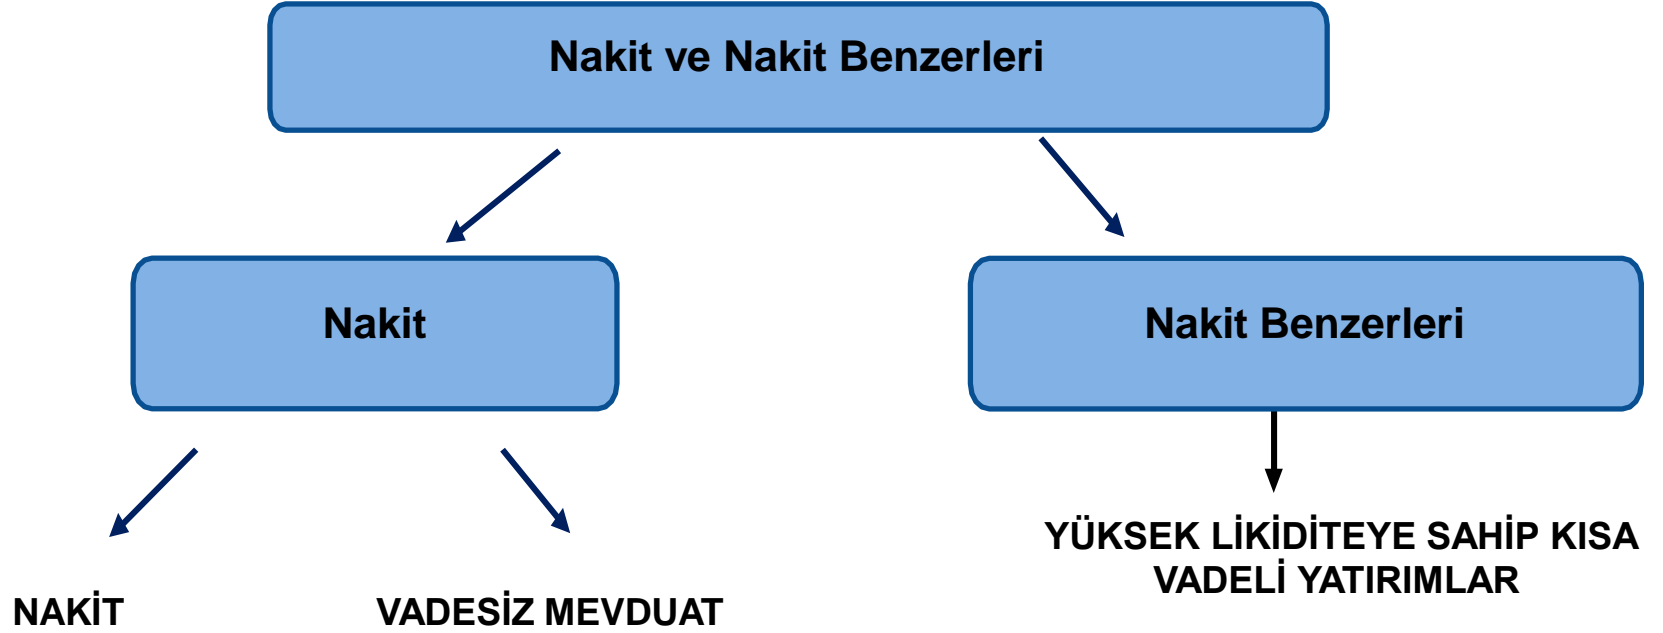 Nakit ve Nakit Benzerleri
Nakit
Nakit Benzerleri
YÜKSEK LİKİDİTEYE SAHİP KISA
VADELİ YATIRIMLAR
NAKİT
VADESİZ MEVDUAT